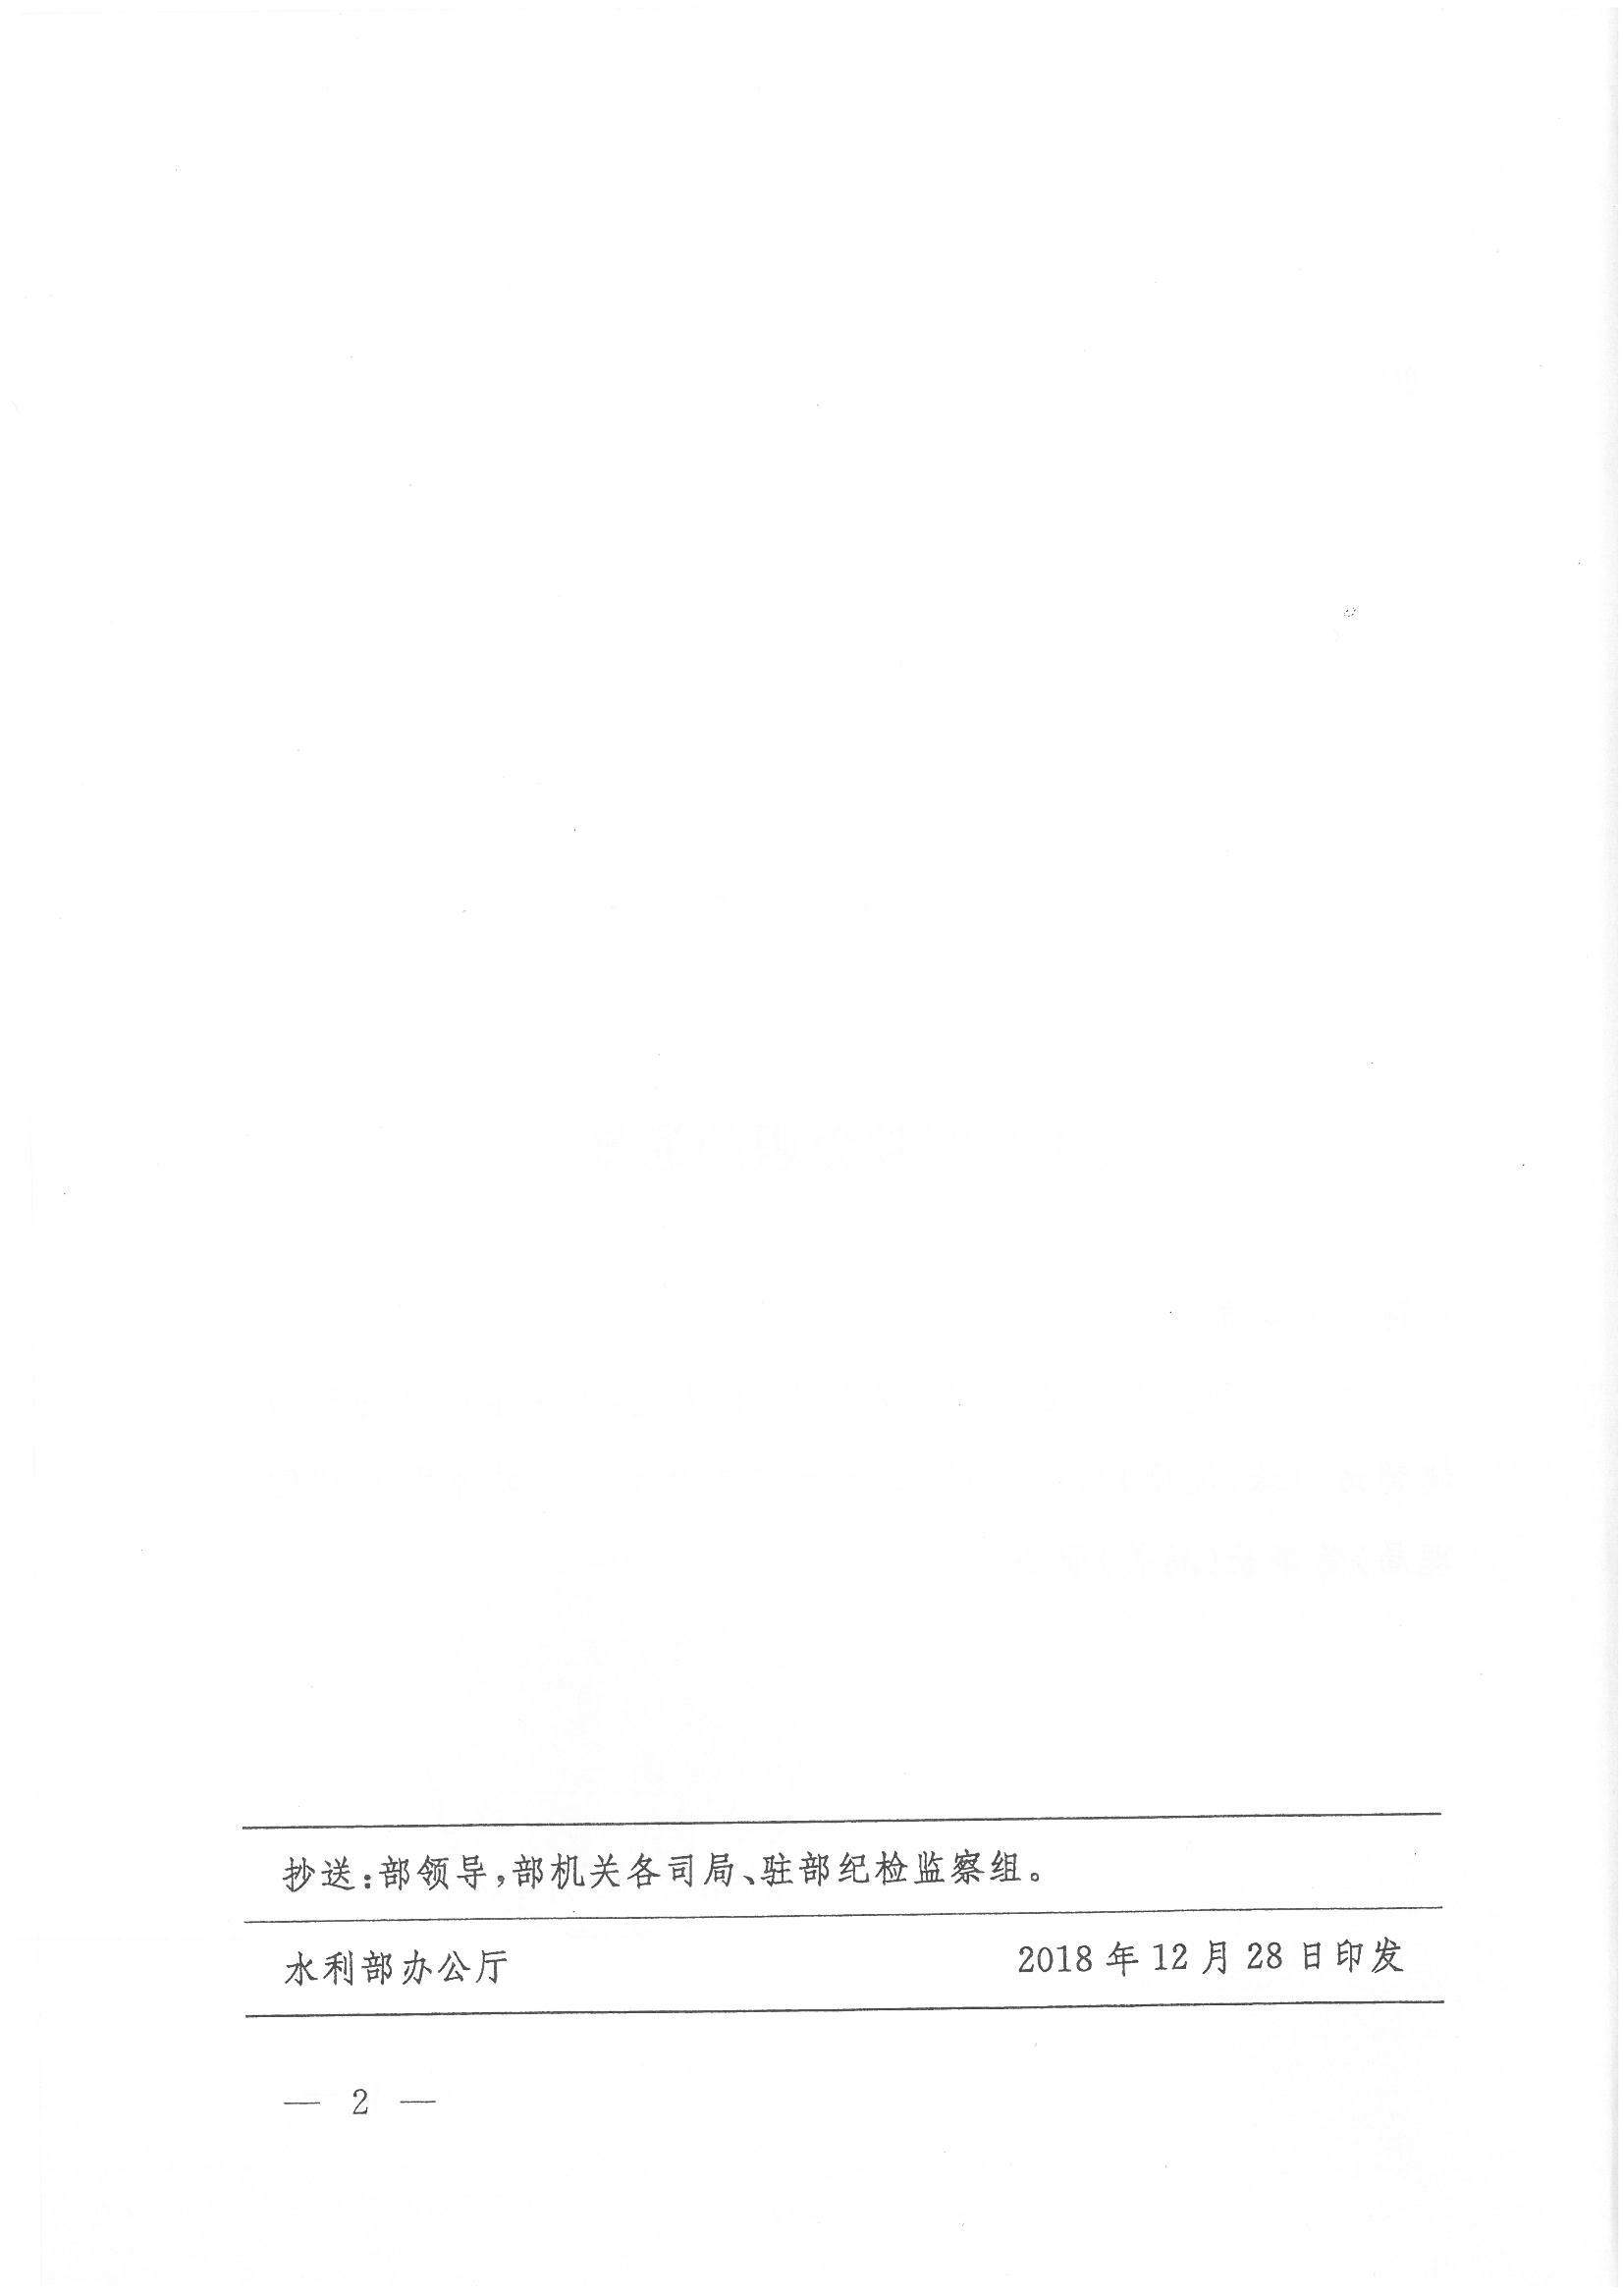 抄送:部领导,部机关各司局、驻部纪检监察组。
水利部办公厅 2018年12月28日印发
— 2 —